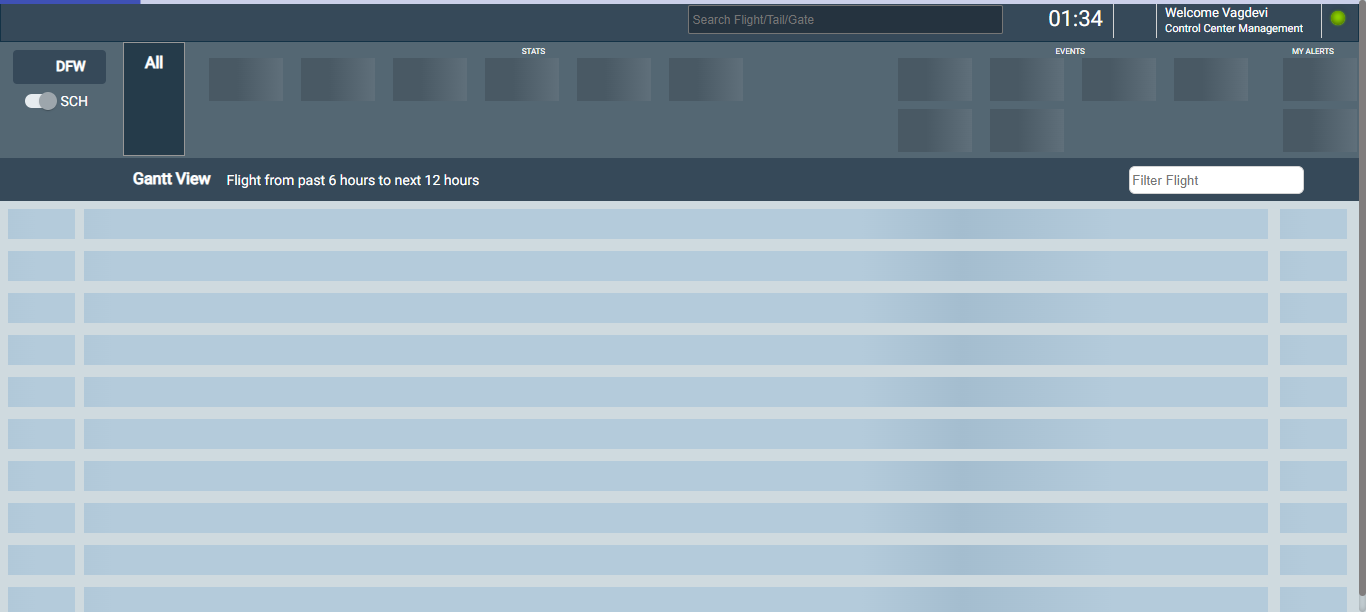 Search Flight/Tail/Gate
01:34
Welcome Vagdevi
Control Center Management
DFW
SCH
All
STATS
EVENTS
MY ALERTS
Gantt View
Flight from past 6 hours to next 12 hours
Filter Flight